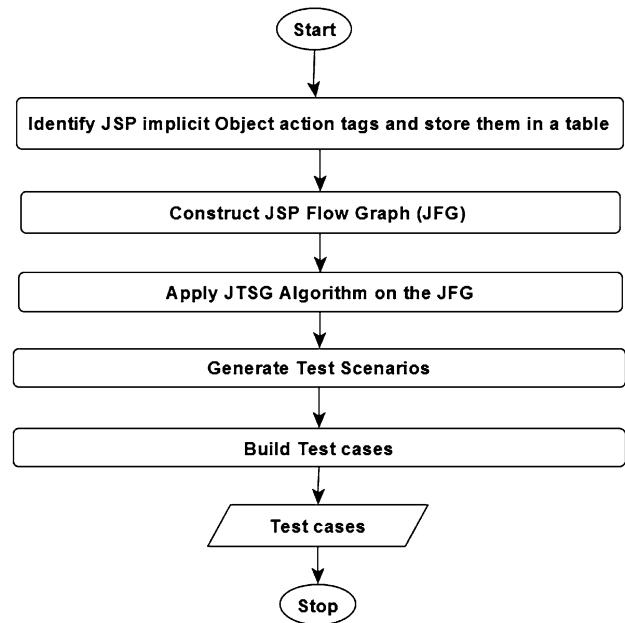 Start
Identify JSP implicit Object action tags and store them in a table
Construct JSP Flow Graph (JFG)
Apply JTSG Algorithm on the JFG
Generate Test Scenarios
Build Test cases
Test cases
Stop